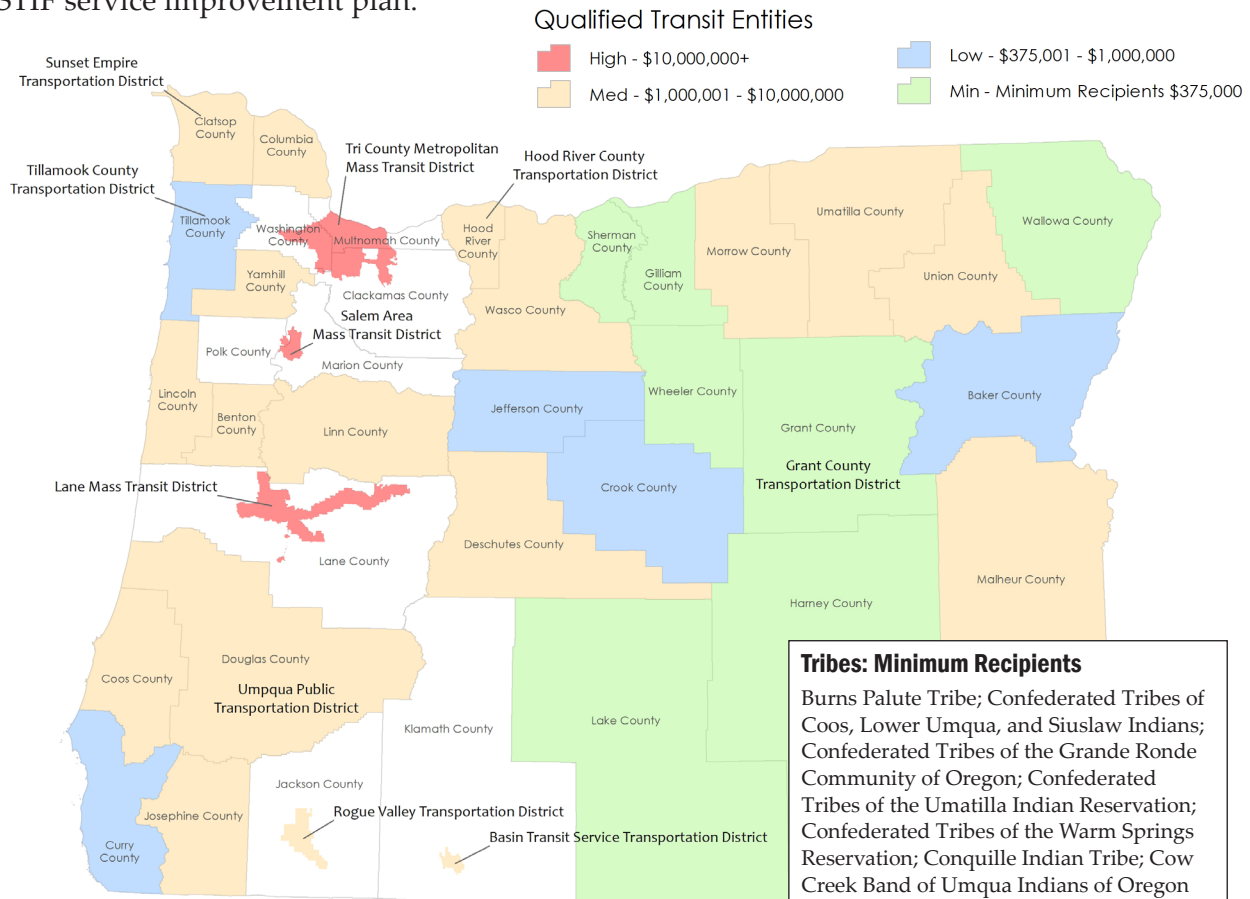 STIF service improvement plan.
Qualified Transit Entities
High - $10,000,000+
Med - $1,000,001 - $10,000,000
Low - $375,001 - $1,000,000
Min - Minimum Recipients $375,000
Sunset Empire
Transportation District
Clatsop
County
Columbia
County
Tri County Metropolitan
Mass Transit District
Hood River County
Transportation District
Tillamook County
Transportation District
Tillamook
County
Washington
County
Multnomah County
Hood
River
County
Sherman
County
Gilliam
County
Morrow County
Umatilla County
Union County
Wallowa County
Yamhill
County
Clackamas County
Wasco County
Salem Area
Mass Transit District
Polk County
Marion County
Lincoln
County
Benton
County
Linn County
Jefferson County
Wheeler County
Grant County
Grant County
Transportation District
Baker County
Crook County
Lane Mass Transit District
Lane County
Deschutes County
Harney County
Malheur County
Coos County
Douglas County
Umpqua Public
Transportation District
Klamath County
Lake County
Jackson County
Rogue Valley Transportation District
Josephine County
Basin Transit Service Transportation District
Curry
County
Tribes: Minimum Recipients
Burns Palute Tribe; Confederated Tribes of
Coos, Lower Umqua, and Siuslaw Indians;
Confederated Tribes of the Grande Ronde
Community of Oregon; Confederated
Tribes of the Umatilla Indian Reservation;
Confederated Tribes of the Warm Springs
Reservation; Conquille Indian Tribe; Cow
Creek Band of Umqua Indians of Oregon